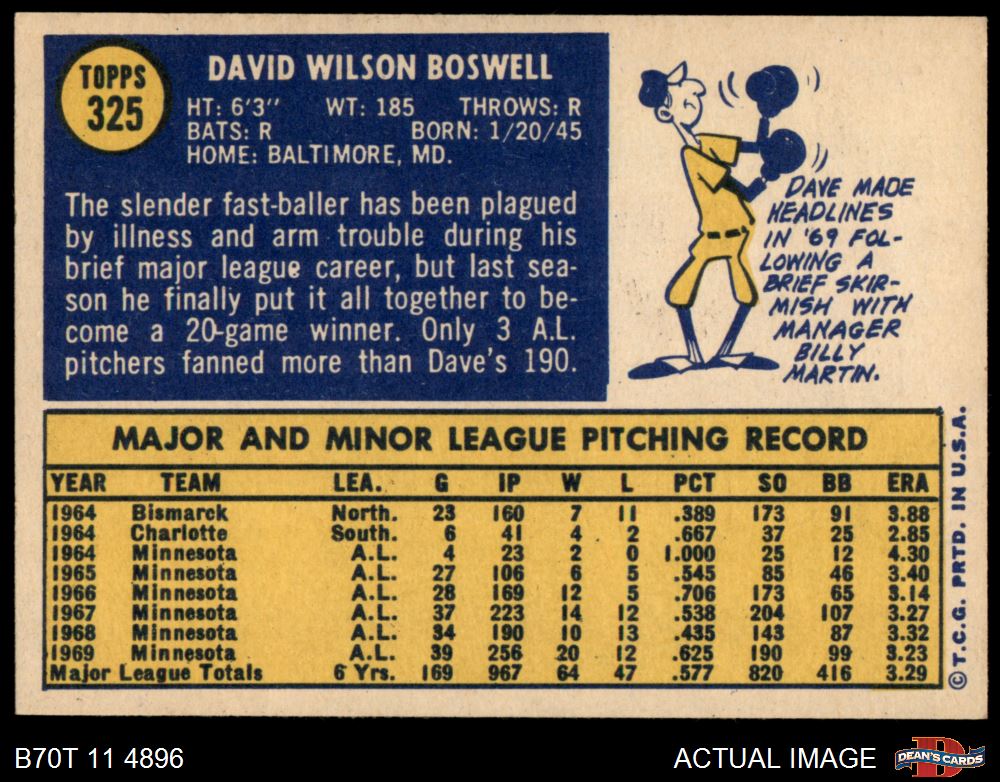 TOPPS
325
DAVID WILSON BOSWELL
HT: 6'3" WT: 185 THROWS: R
BATS: R BORN: 1/20/45
HOME: BALTIMORE, MD.
The slender fast-baller has been plagued
by illness and arm trouble during his
brief major league career, but last sea-
son he finally put it all together to be-
come a 20-game winner. Only 3 A.L.
pitchers fanned more than Dave's 190.
DAVE MADE
HEADLINES
IN '69 FOL-
LOWING A
BRIEF SKIR-
MISH WITH
MANAGER
BILLY
MARTIN.
MAJOR AND MINOR LEAGUE PITCHING RECORD
YEAR TEAM LEA. G IP W L PCT SO BB ERA
1964 Bismarck North. 23 160 7 11 .389 173 91 3.88
1964 Charlotte South. 6 41 4 2 .667 37 25 2.85
1964 Minnesota A.L. 4 23 2 0 1.000 25 12 4.30
1965 Minnesota A.L. 27 106 6 5 .545 85 46 3.40
1966 Minnesota A.L. 28 169 12 5 .706 173 65 3.14
1967 Minnesota A.L. 37 223 14 12 .538 204 107 3.27
1968 Minnesota A.L. 34 190 10 13 .435 143 87 3.32
1969 Minnesota A.L. 39 256 20 12 .625 190 99 3.23
Major League Totals 6 Yrs. 169 967 64 47 .577 820 416 3.29
© T.C.G. PRTD. IN U.S.A.
B70T 11 4896
ACTUAL IMAGE
D
DEAN'S CARDS